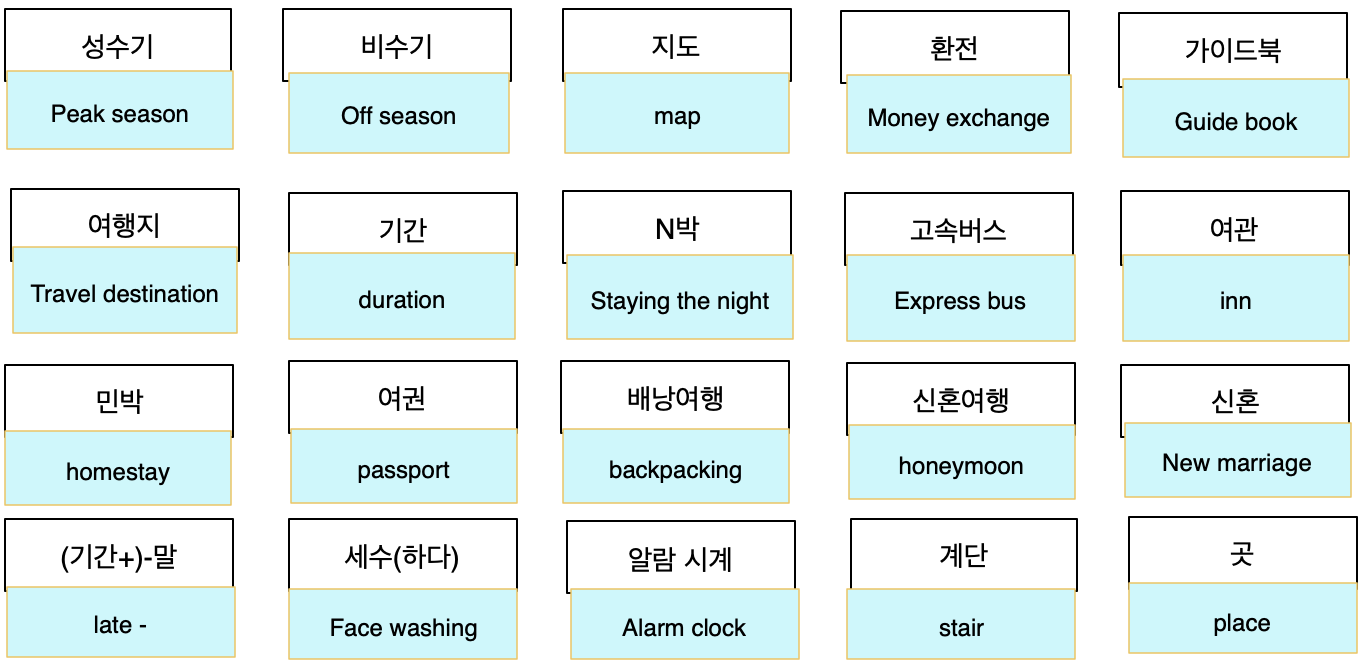 성수기
Peak season
비수기
Off season
지도
map
환전
Money exchange
가이드북
Guide book
여행지
Travel destination
기간
duration
N박
Staying the night
고속버스
Express bus
여관
inn
민박
homestay
여권
passport
배낭여행
backpacking
신혼여행
honeymoon
신혼
New marriage
(기간+)-말
late -
세수(하다)
Face washing
알람 시계
Alarm clock
계단
stair
곳
place